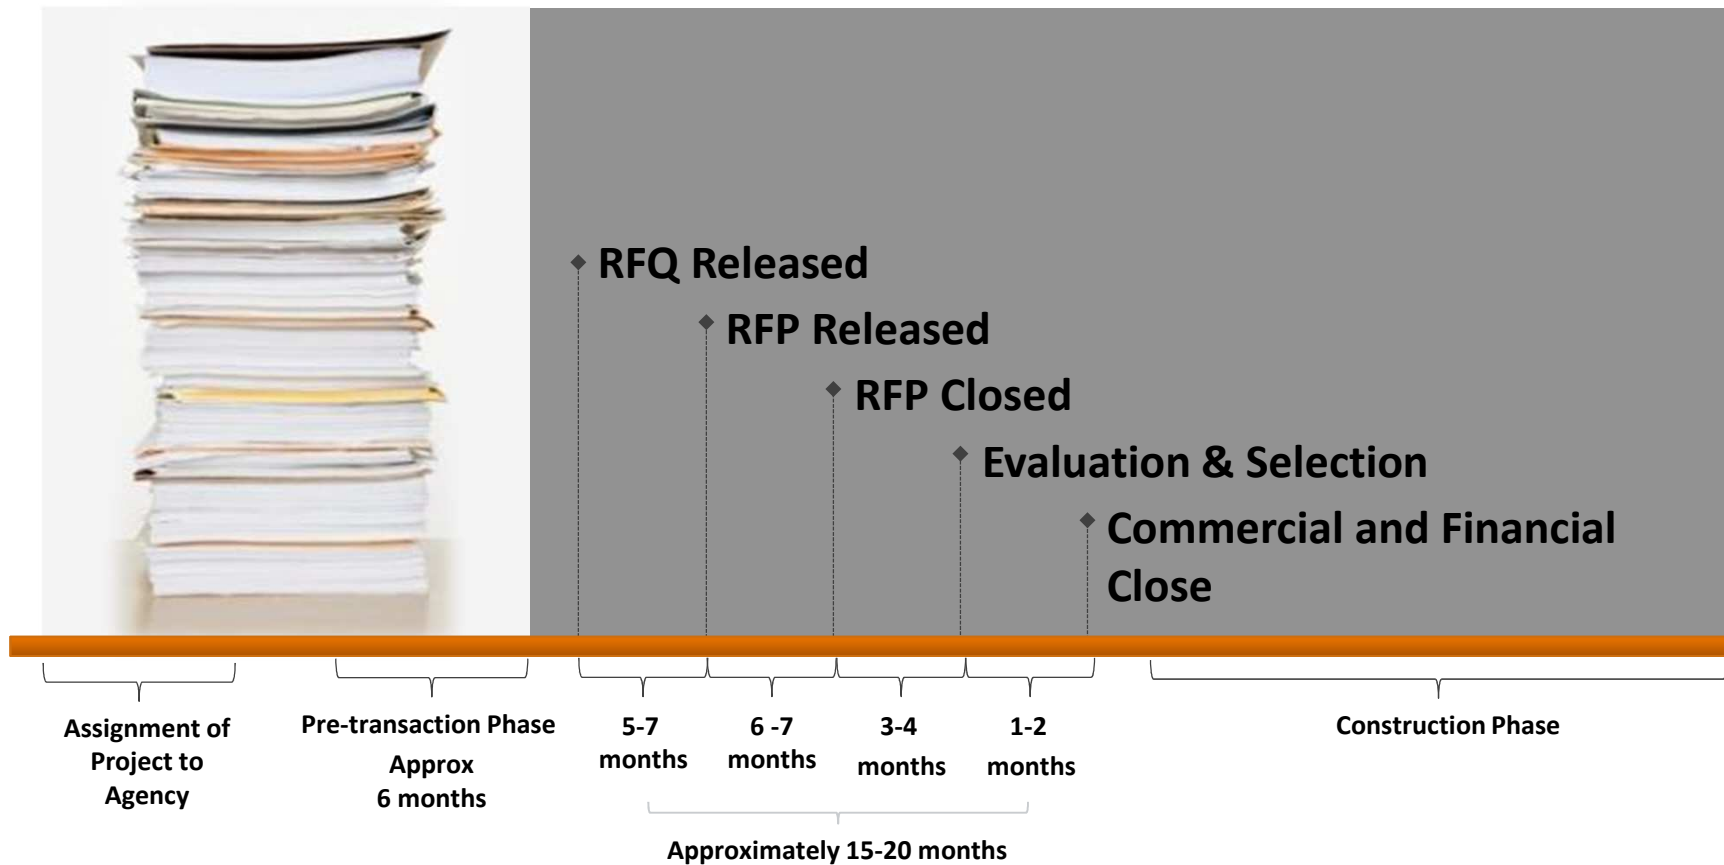 RFQ Released
RFP Released
RFP Closed
Evaluation & Selection
Commercial and Financial
Close
Assignment of
Project to
Agency
Pre-transaction Phase
Approx
6 months
5-7
months
6 -7
months
3-4
months
1-2
months
Construction Phase
Approximately 15-20 months